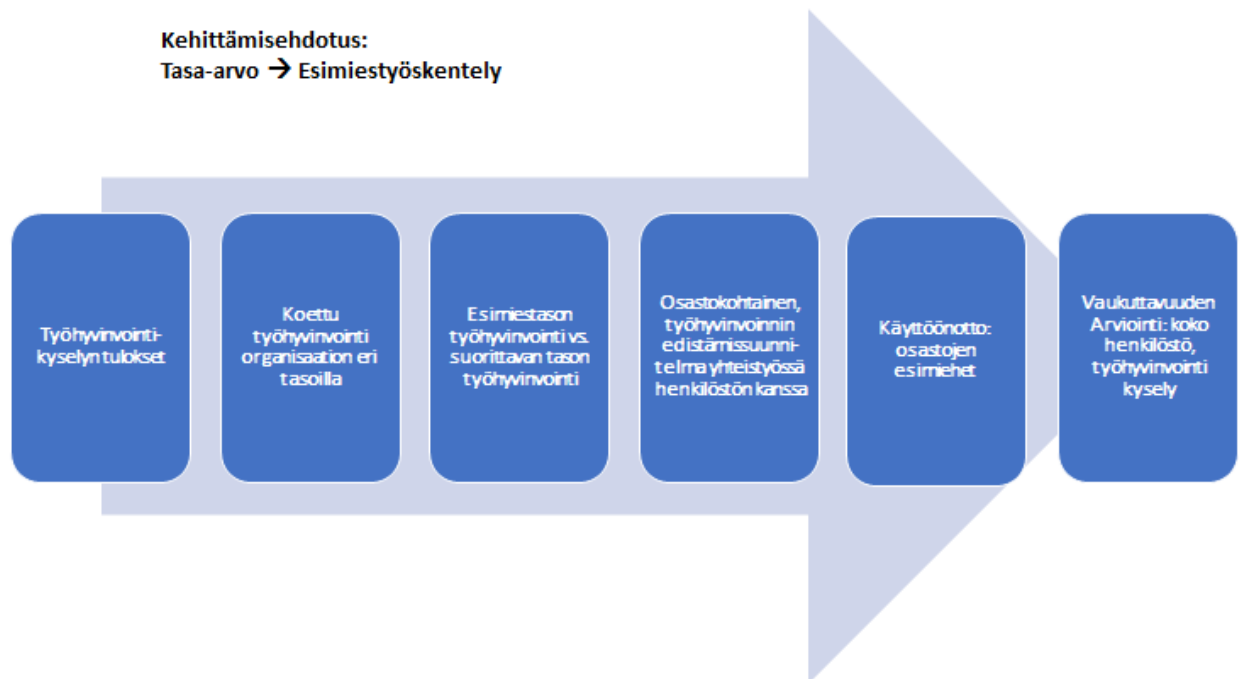 Kehittämisehdotus:
Tasa-arvo → Esimiestyöskentely
Työhyvinvointi-
kyselyn tulokset
Koettu
työhyvinvointi
organisaation eri
tasoilla
Esimiestason
työhyvinvointi vs.
suorittavan tason
työhyvinvointi
Osastokohtainen,
työhyvinvoinnin
edistämissuunni-
telma yhteistyössä
henkilöstön kanssa
Käyttöönotto:
osastojen
esimiehet
Vaukuttavuuden
Arviointi: koko
henkilöstö,
työhyvinvointi
kysely